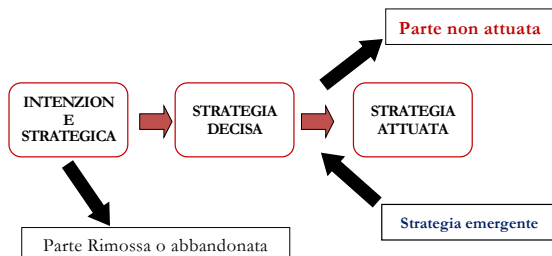 Parte non attuata
INTENZION
E
STRATEGICA
STRATEGIA
DECISA
STRATEGIA
ATTUATA
Strategia emergente
Parte Rimossa o abbandonata